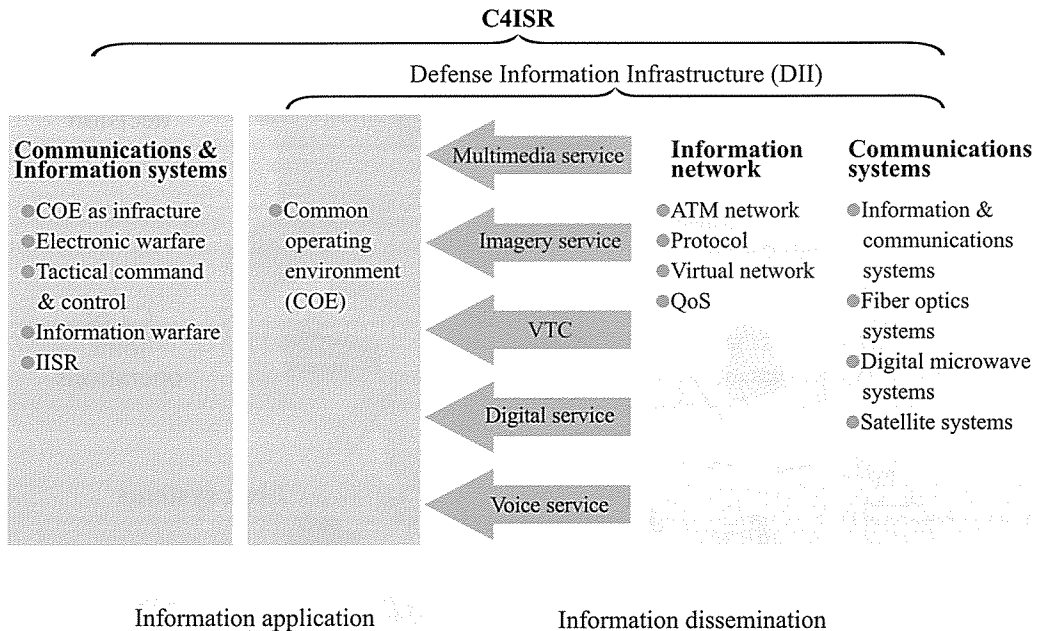 C4ISR
Defense Information Infrastructure (DII)
Communications &
Information systems
COE as infracture
Electronic warfare
Tactical command
& control
Information warfare
IISR
Common
operating
environment
(COE)
Multimedia service
Imagery service
VTC
Digital service
Voice service
Information
network
ATM network
Protocol
Virtual network
QoS
Communications
systems
Information &
communications
systems
Fiber optics
systems
Digital microwave
systems
Satellite systems
Information application
Information dissemination